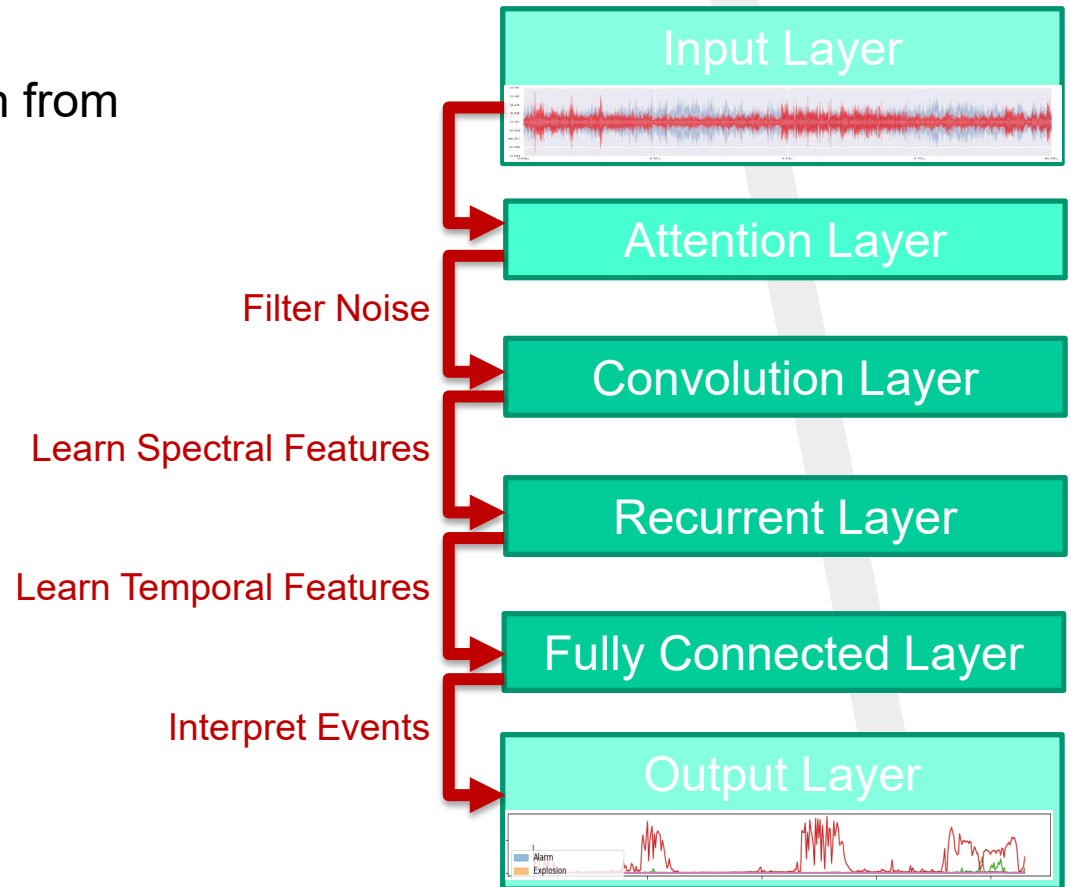 Input Layer
n from
Attention Layer
Filter Noise
Convolution Layer
Learn Spectral Features
Recurrent Layer
Learn Temporal Features
Fully Connected Layer
Interpret Events
Output Layer
Alarm
Explosion